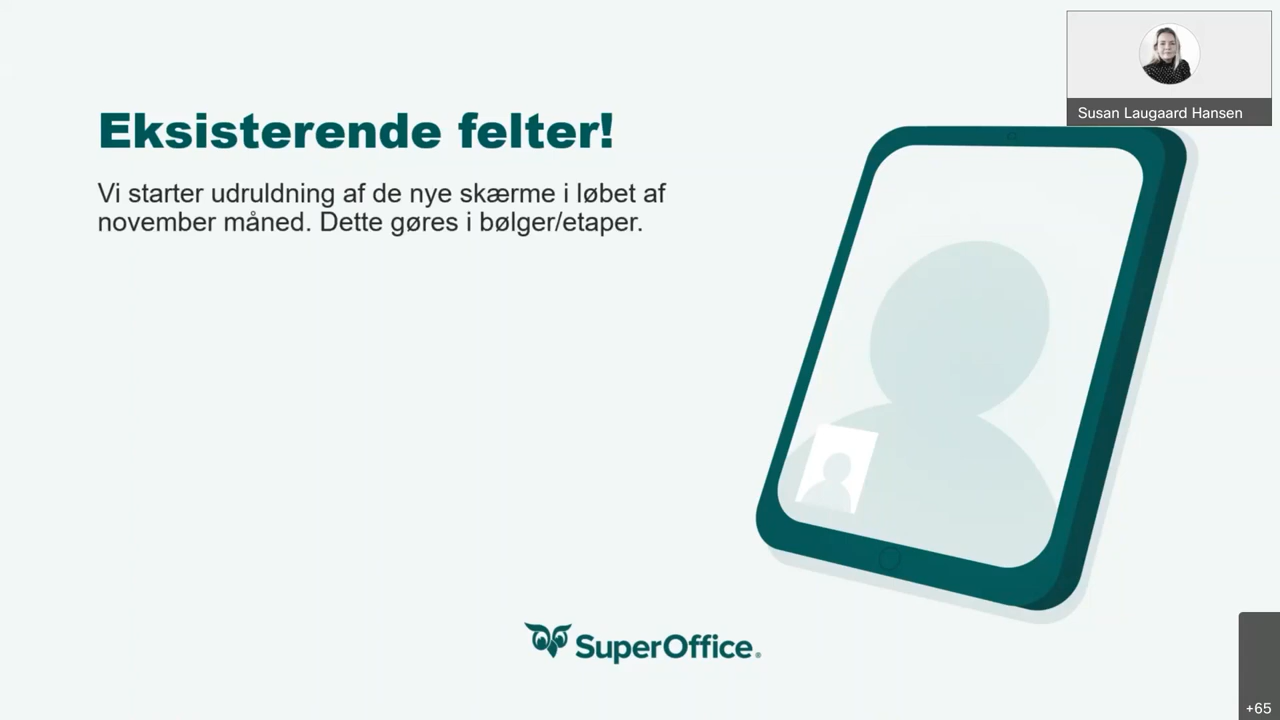 Eksisterende felter!
Vi starter udruldning af de nye skærme i løbet af
november måned. Dette gøres i bølger/etaper.
Susan Laugaard Hansen
SuperOffice®
+65